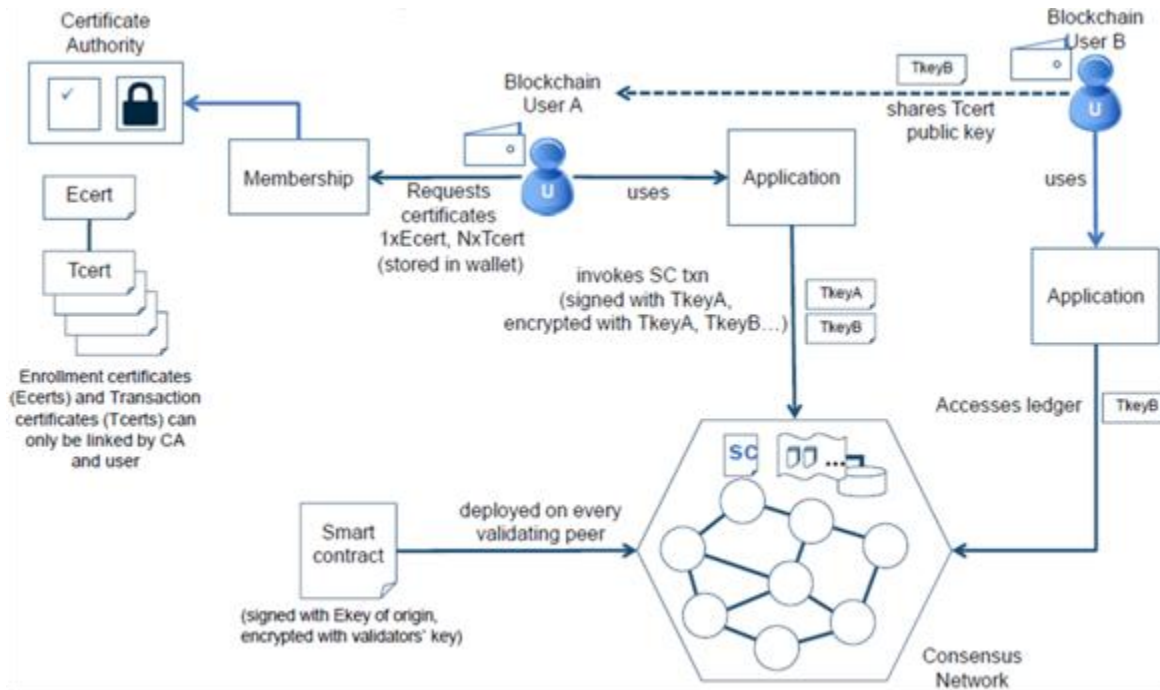 Certificate
Authority
Blockchain
User B
TkeyB
Blockchain
User A
shares Tcert
public key
Membership
U
U
Application
Requests
certificates
1xEcert, NxTcert
(stored in wallet)
uses
uses
Ecert
Tcert
invokes SC txn
(signed with TkeyA,
encrypted with TkeyA, TkeyB...)
TkeyA
TkeyB
Application
Enrollment certificates
(Ecerts) and Transaction
certificates (Tcerts) can
only be linked by CA
and user
Accesses ledger
TkeyB
SC
...
Smart
contract
deployed on every
validating peer
(signed with Ekey of origin,
encrypted with validators' key)
Consensus
Network